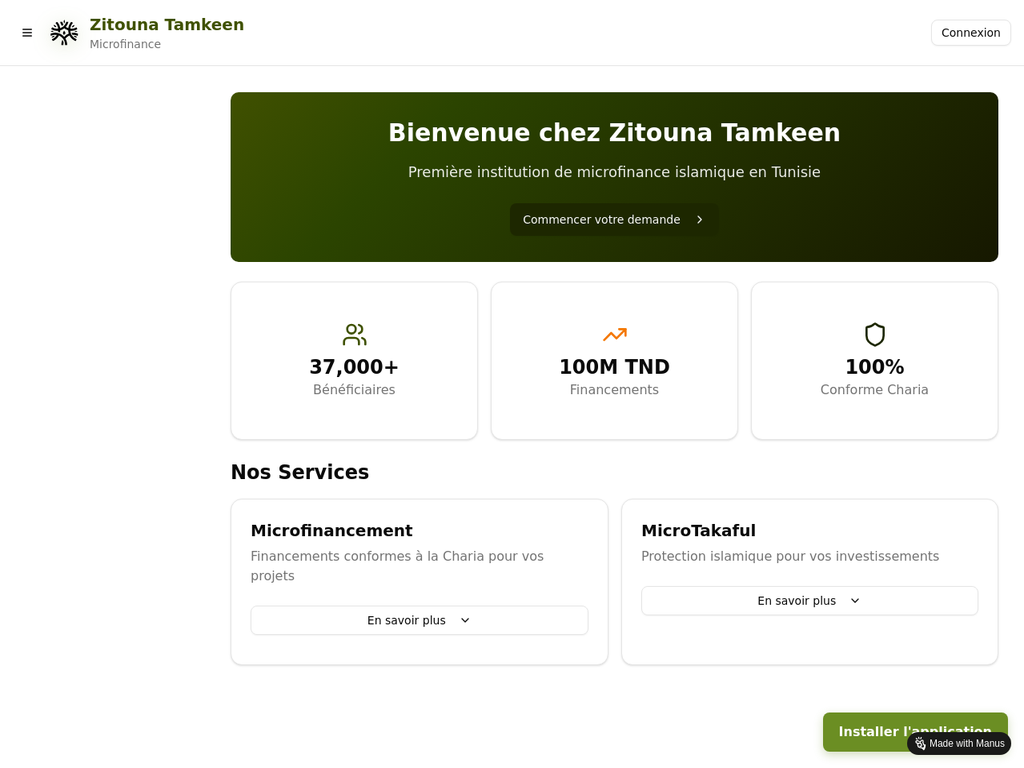 Zitouna Tamkeen
Microfinance
Connexion
Bienvenue chez Zitouna Tamkeen
Première institution de microfinance islamique en Tunisie
Commencer votre demande
37,000+
Bénéficiaires
100M TND
Financements
100%
Conforme Charia
Nos Services
Microfinancement
Financements conformes à la Charia pour vos
projets
En savoir plus
MicroTakaful
Protection islamique pour vos investissements
En savoir plus
Installer l'application
Made with Manus